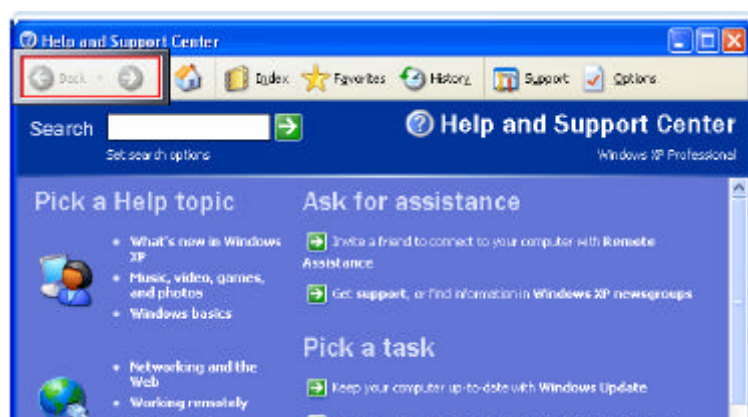 Help and Support Center
Back
Index
Favorites
History
Support
Options
Search
Set search options
Help and Support Center
Windows XP Professional
Pick a Help topic
What's new in Windows
XP
Music, video, games,
and photos
Windows basics
Networking and the
Web
Working remotely
Ask for assistance
Invite a friend to connect to your computer with Remote
Assistance
Get support, or find information in Windows XP newsgroups
Pick a task
Keep your computer up-to-date with Windows Update